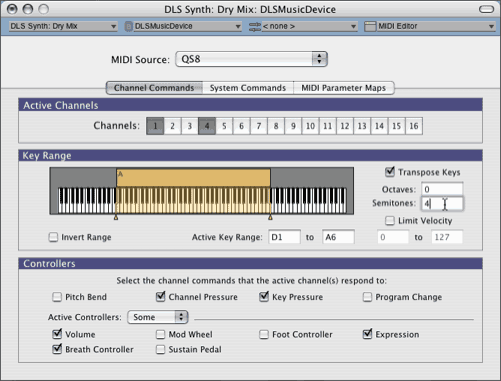 DLS Synth: Dry Mix: DLSMusicDevice
DLS Synth: Dry Mix DLSMusicDevice < none > MIDI Editor
MIDI Source: QS8
Channel Commands System Commands MIDI Parameter Maps
Active Channels
Channels: 1 2 3 4 5 6 7 8 9 10 11 12 13 14 15 16
Key Range
A
Transpose Keys
Octaves: 0
Semitones: 4
Limit Velocity
Invert Range Active Key Range: D1 to A6 0 to 127
Controllers
Select the channel commands that the active channel(s) respond to:
Pitch Bend Channel Pressure Key Pressure Program Change
Active Controllers: Some
Volume Mod Wheel Foot Controller Expression
Breath Controller Sustain Pedal